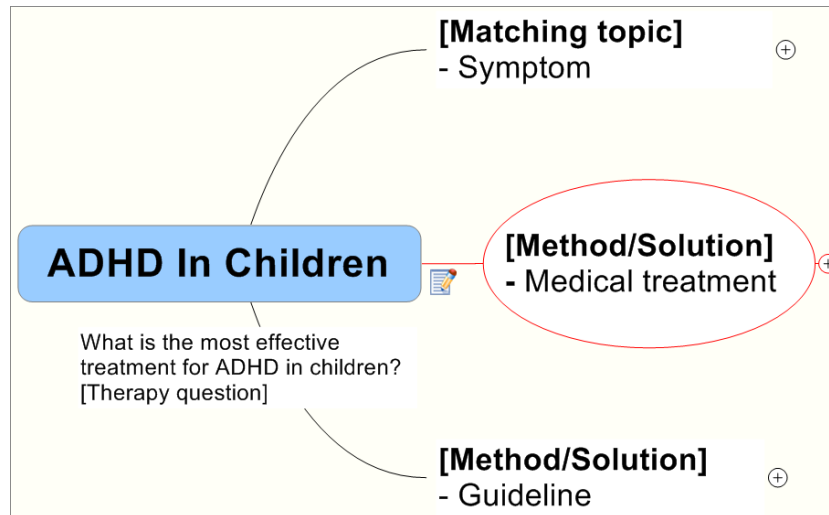 [Matching topic]
- Symptom
ADHD In Children
[Method/Solution]
- Medical treatment
What is the most effective
treatment for ADHD in children?
[Therapy question]
[Method/Solution]
- Guideline